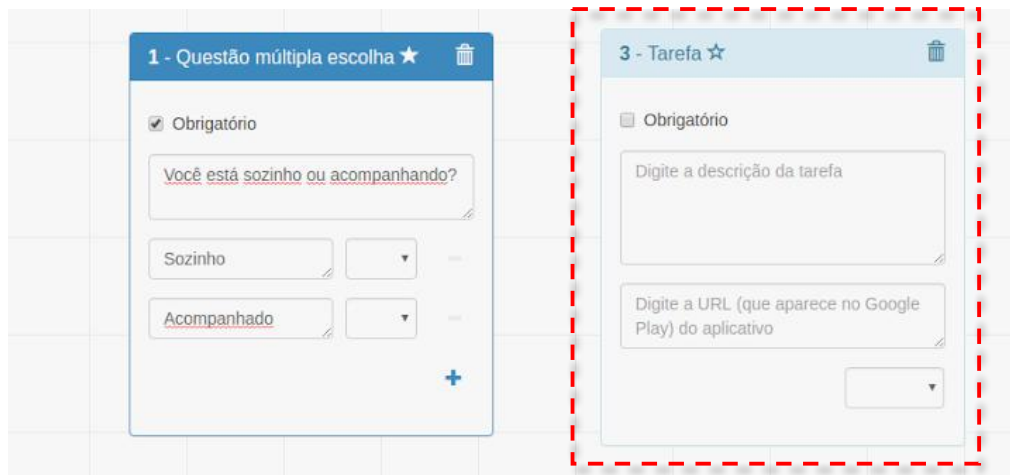 1 - Questão múltipla escolha
Obrigatório
Você está sozinho ou acompanhando?
Sozinho
Acompanhado
3 - Tarefa
Obrigatório
Digite a descrição da tarefa
Digite a URL (que aparece no Google
Play) do aplicativo